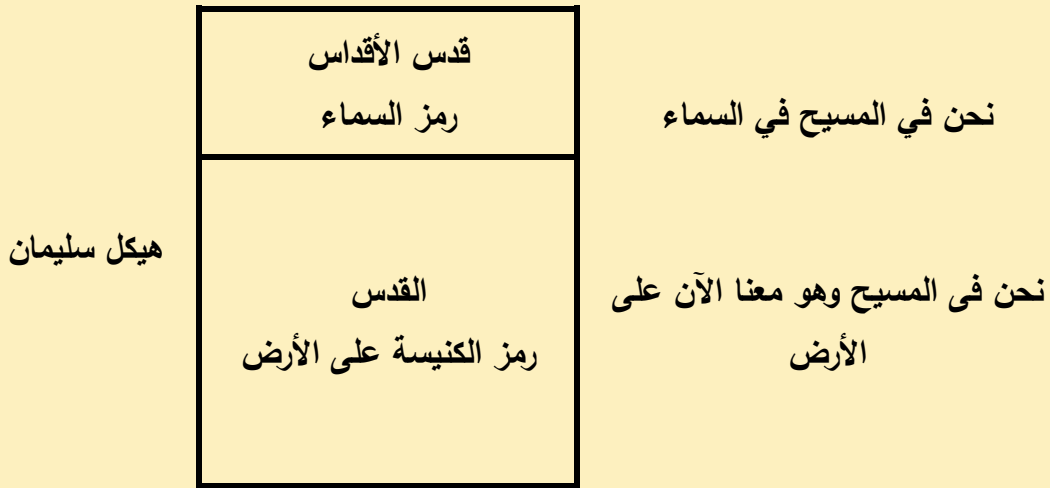 قدس الأقداس
رمز السماء
نحن في المسيح في السماء
هيكل سليمان
القدس
رمز الكنيسة على الأرض
نحن فى المسيح وهو معنا الآن على
الأرض